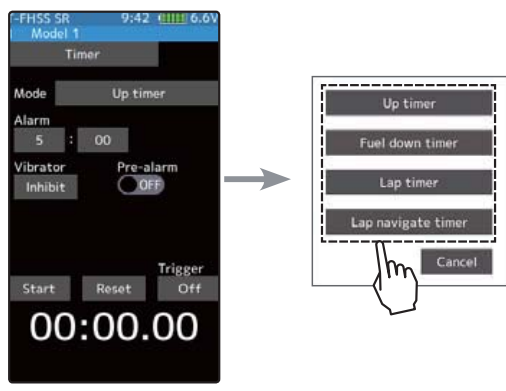 T-FHSS SR 9:42 6.6V
Model 1
Timer
Mode Up timer
Alarm
5 : 00
Vibrator Pre-alarm
Inhibit OFF
Trigger
Start Reset Off
00:00.00
Up timer
Fuel down timer
Lap timer
Lap navigate timer
Cancel